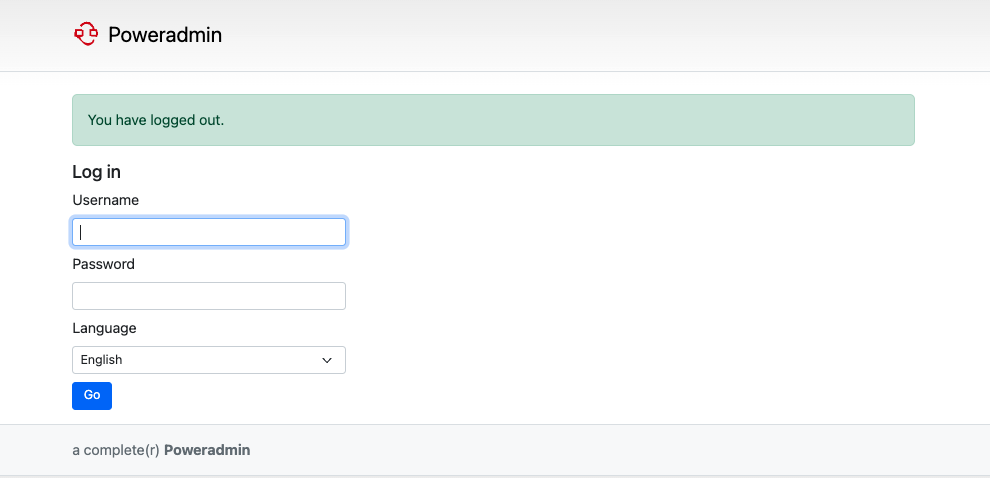 Poweradmin
You have logged out.
Log in
Username
Password
Language
English
Go
a complete(r) Poweradmin